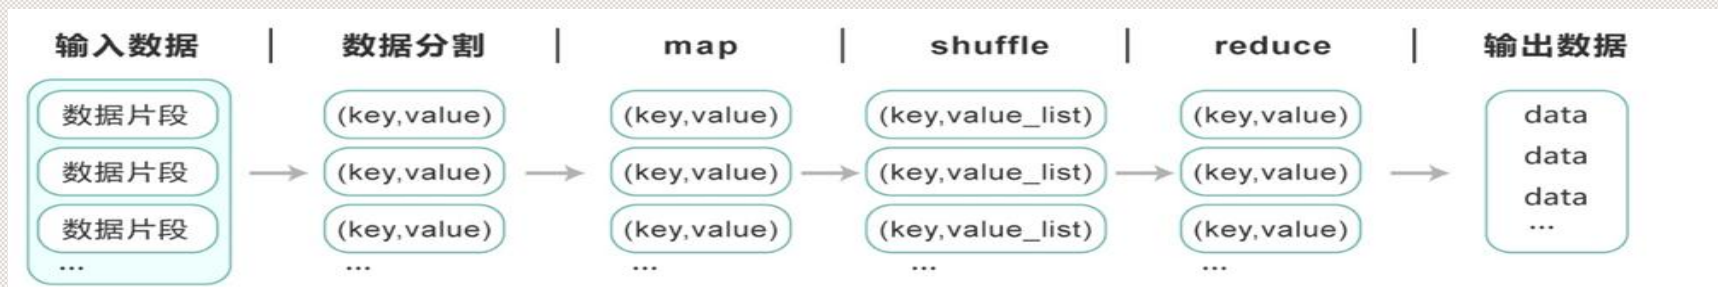 输入数据 | 数据分割 | map | shuffle | reduce | 输出数据
数据片段 (key,value) (key,value) (key,value_list) (key,value) data
数据片段 (key,value) (key,value) (key,value_list) (key,value) data
数据片段 (key,value) (key,value) (key,value_list) (key,value) data
... ... ... ... ... ...